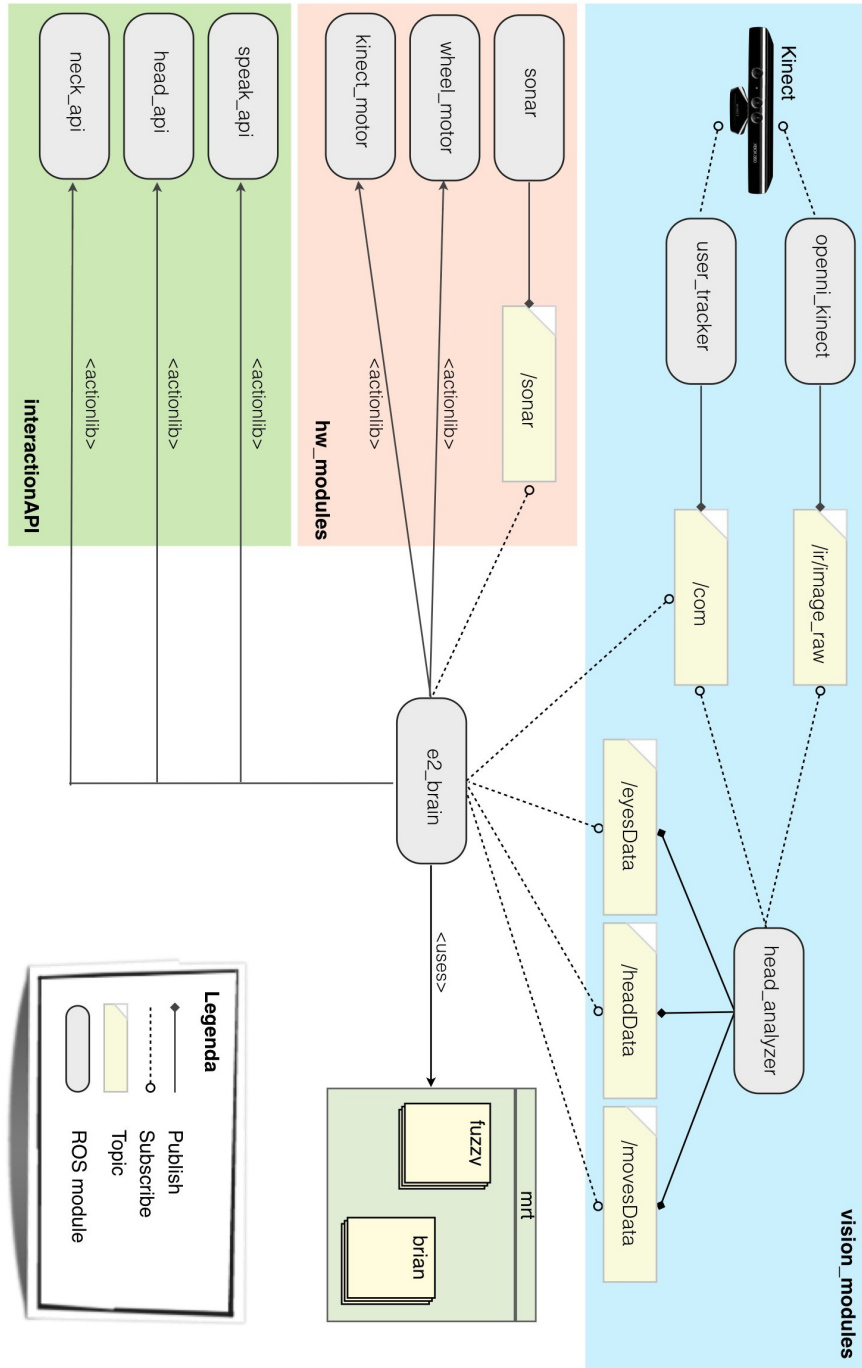 vision_modules
Kinect
openni_kinect
user_tracker
/ir/image_raw
/com
head_analyzer
/eyesData
/headData
/movesData
hw_modules
sonar
wheel_motor
kinect_motor
/sonar
<actionlib>
<actionlib>
interactionAPI
speak_api
head_api
neck_api
<actionlib>
<actionlib>
<actionlib>
e2_brain
<uses>
mrt
fuzzy
brian
Legenda
Publish
Subscribe
Topic
ROS module